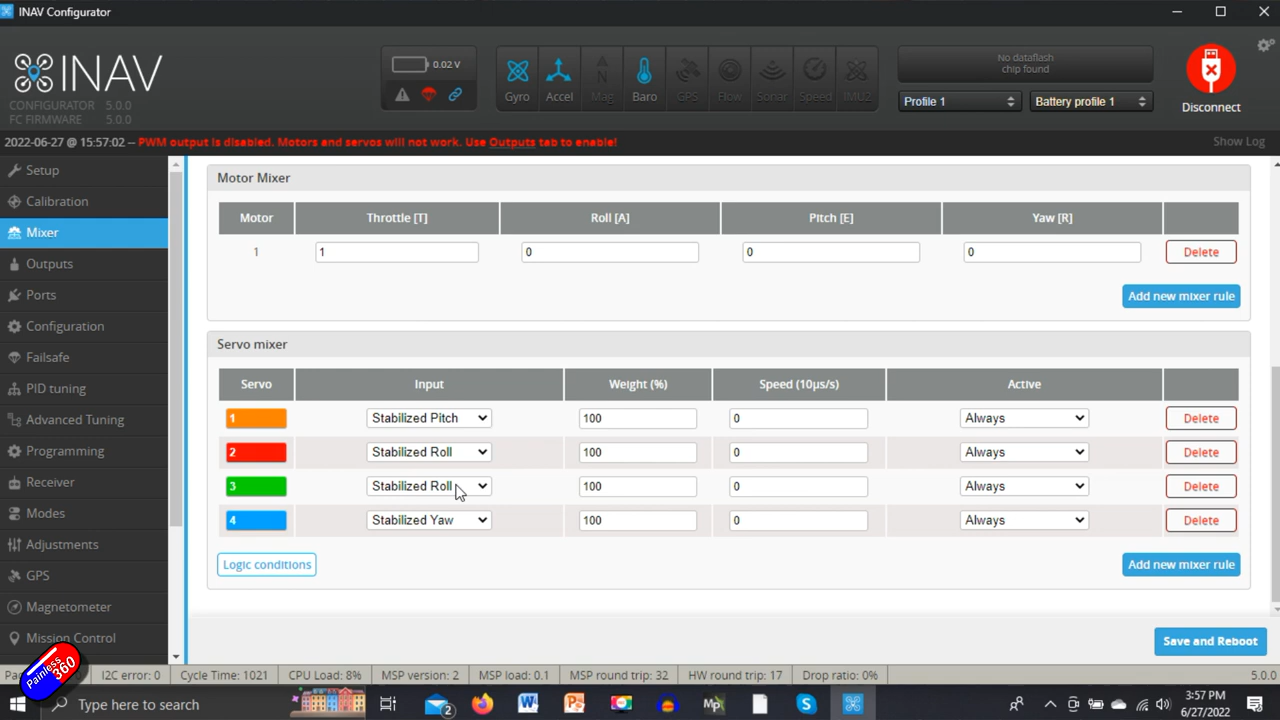 INAV Configurator
INAV
CONFIGURATOR 5.0.0
FC FIRMWARE 5.0.0
0.02 V
Gyro Accel Mag Baro GPS Flow Sonar Speed IMU2
No dataflash
chip found
Profile 1 Battery profile 1
Disconnect
2022-06-27 @ 15:57:02 -- PWM output is disabled. Motors and servos will not work. Use Outputs tab to enable!
Show Log
Setup
Calibration
Mixer
Outputs
Ports
Configuration
Failsafe
PID tuning
Advanced Tuning
Programming
Receiver
Modes
Adjustments
GPS
Magnetometer
Mission Control
Motor Mixer
Motor Throttle [T] Roll [A] Pitch [E] Yaw [R]
1 1 0 0 0 Delete
Add new mixer rule
Servo mixer
Servo Input Weight (%) Speed (10µs/s) Active
1 Stabilized Pitch 100 0 Always Delete
2 Stabilized Roll 100 0 Always Delete
3 Stabilized Roll 100 0 Always Delete
4 Stabilized Yaw 100 0 Always Delete
Logic conditions Add new mixer rule
Save and Reboot
I2C error: 0 Cycle Time: 1021 CPU Load: 8% MSP version: 2 MSP load: 0.1 MSP round trip: 32 HW round trip: 17 Drop ratio: 0% 5.0.0
Painless360
Type here to search
2
3:57 PM
6/27/2022